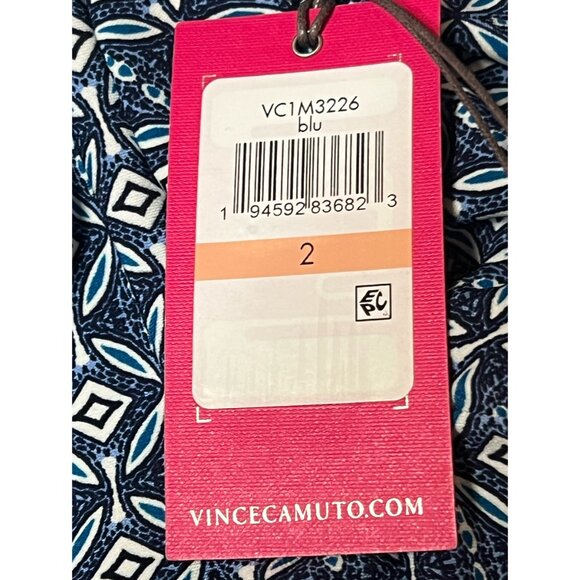 VC1M3226
blu
1 94592 83682 3
2
EPC
VINCECAMUTO.COM